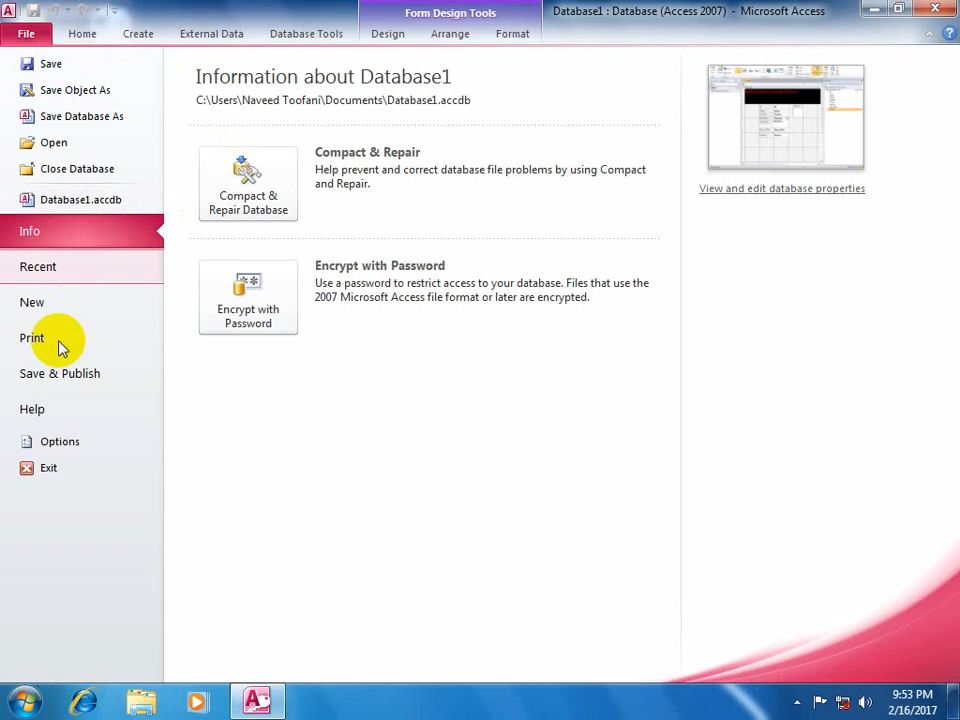 Form Design Tools
Database1 : Database (Access 2007) - Microsoft Access
File Home Create External Data Database Tools Design Arrange Format
Save
Save Object As
Save Database As
Open
Close Database
Database1.accdb
Info
Recent
New
Print
Save & Publish
Help
Options
Exit
Information about Database1
C:\Users\Naveed Toofani\Documents\Database1.accdb
Compact & Repair Database
Compact & Repair
Help prevent and correct database file problems by using Compact
and Repair.
Encrypt with
Password
Encrypt with Password
Use a password to restrict access to your database. Files that use the
2007 Microsoft Access file format or later are encrypted.
View and edit database properties
9:53 PM
2/16/2017